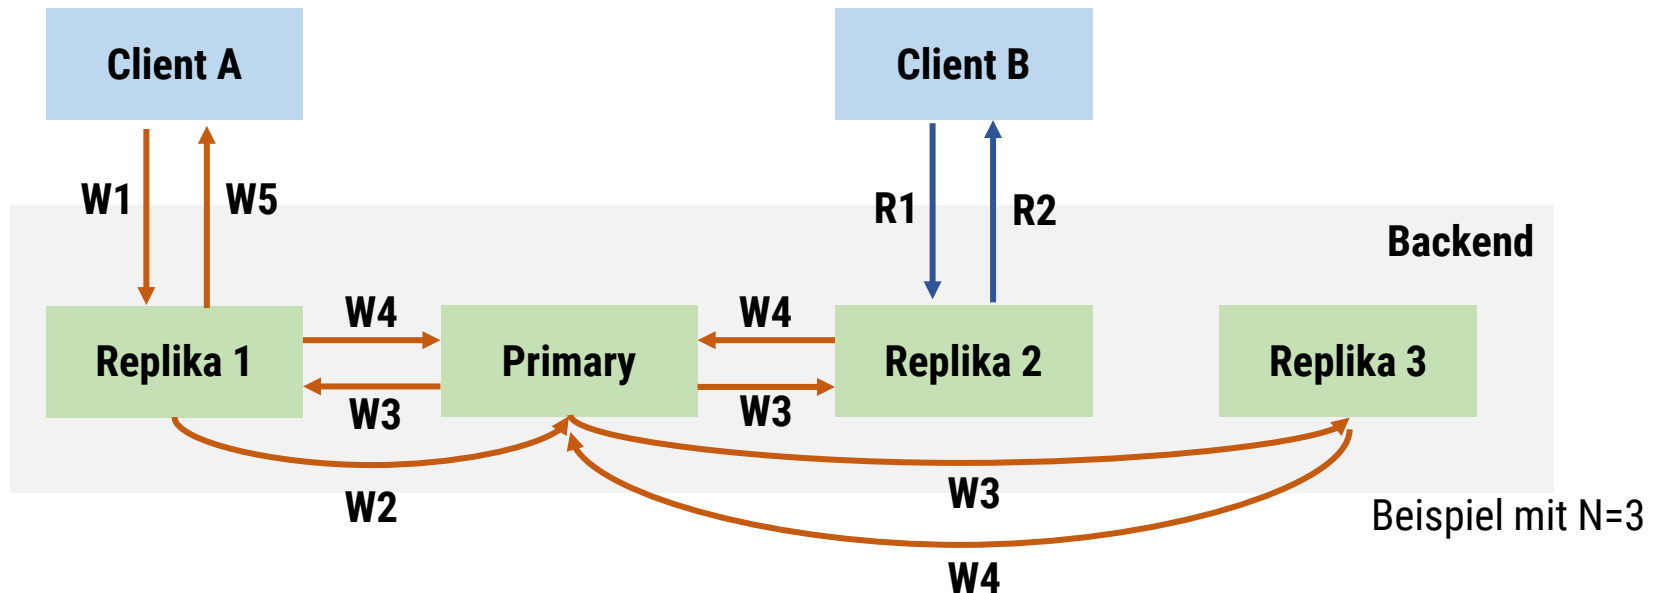 Client A
Client B
W1
W5
R1
R2
Backend
W4
W4
Replika 1
Primary
Replika 2
Replika 3
W3
W3
W2
W3
Beispiel mit N=3
W4